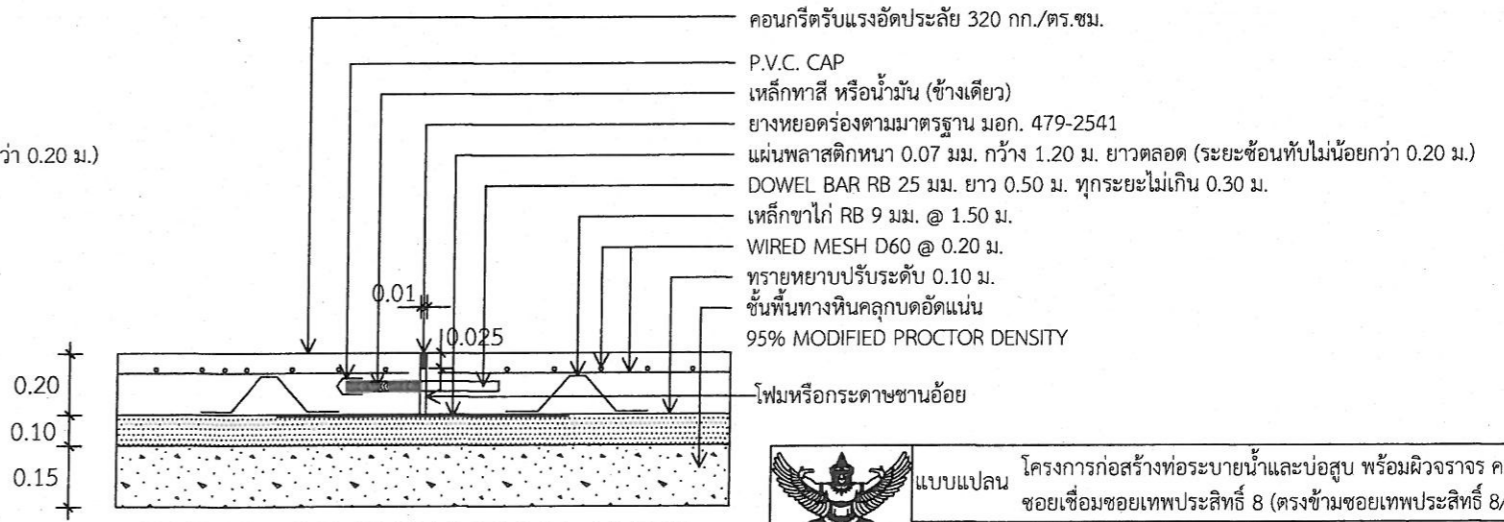 คอนกรีตรับแรงอัดประลัย 320 กก./ตร.ซม.
P.V.C. CAP
เหล็กทาสี หรือน้ำมัน (ข้างเดียว)
ยางหยอดร่องตามมาตรฐาน มอก. 479-2541
ว่า 0.20 ม.)
แผ่นพลาสติกหนา 0.07 มม. กว้าง 1.20 ม. ยาวตลอด (ระยะซ้อนทับไม่น้อยกว่า 0.20 ม.)
DOWEL BAR RB 25 มม. ยาว 0.50 ม. ทุกระยะไม่เกิน 0.30 ม.
เหล็กขาไก่ RB 9 มม. @ 1.50 ม.
WIRED MESH D60 @ 0.20 ม.
ทรายหยาบปรับระดับ 0.10 ม.
ชั้นพื้นทางหินคลุกบดอัดแน่น
95% MODIFIED PROCTOR DENSITY
0.01
0.025
โฟมหรือกระดาษชานอ้อย
0.20
0.10
0.15
แบบแปลน
โครงการก่อสร้างท่อระบายน้ำและบ่อสูบ พร้อมผิวจราจร ค
ซอยเชื่อมซอยเทพประสิทธิ์ 8 (ตรงข้ามซอยเทพประสิทธิ์ 8/